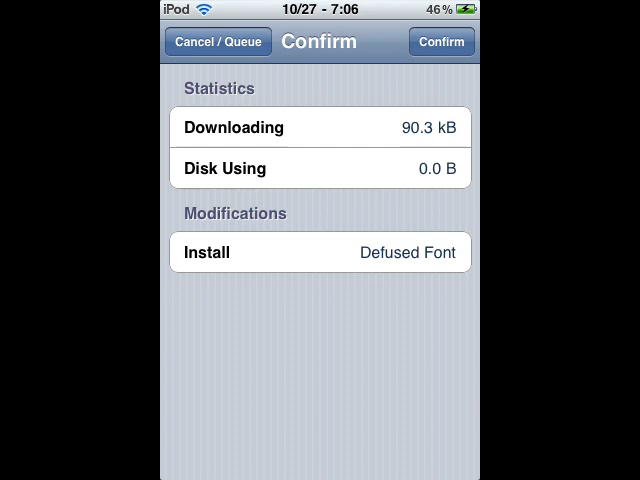 iPod 10/27 - 7:06 46%
Cancel / Queue Confirm Confirm
Statistics
Downloading 90.3 kB
Disk Using 0.0 B
Modifications
Install Defused Font